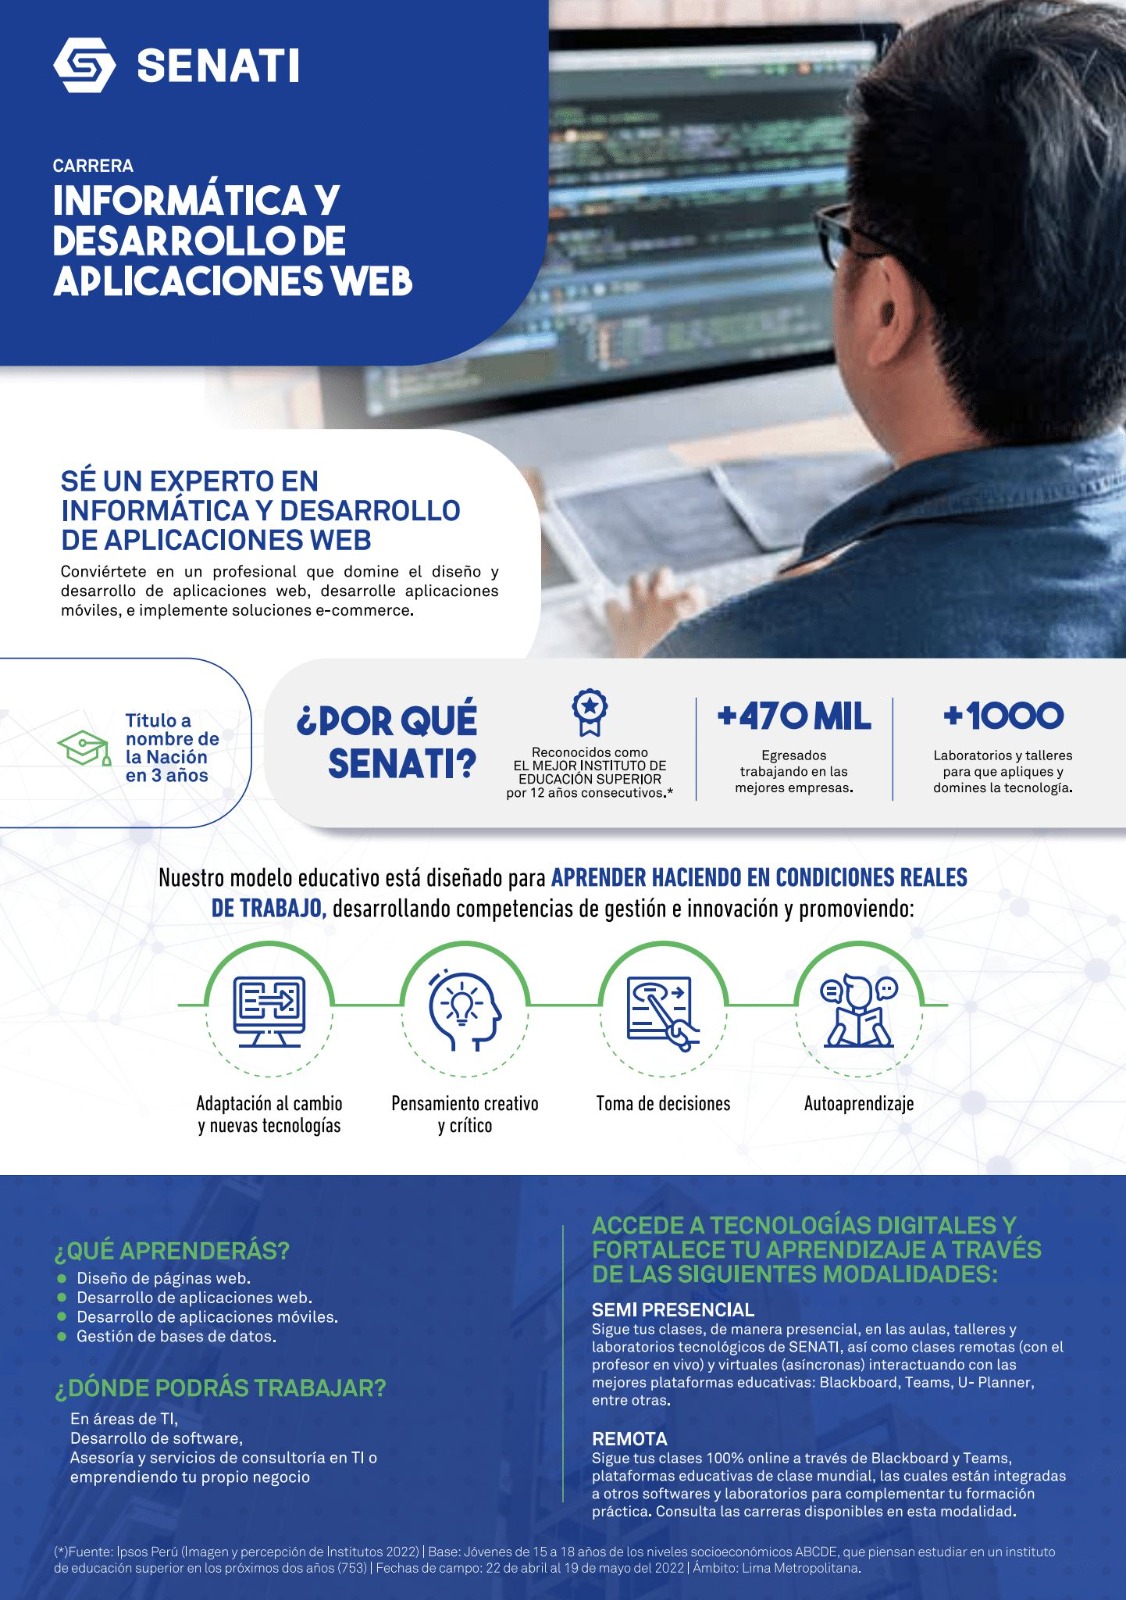 SENATI
CARRERA
INFORMÁTICA Y
DESARROLLO DE
APLICACIONES WEB
SÉ UN EXPERTO EN
INFORMÁTICA Y DESARROLLO
DE APLICACIONES WEB
Conviértete en un profesional que domine el diseño y
desarrollo de aplicaciones web, desarrolle aplicaciones
móviles, e implemente soluciones e-commerce.
Título a
nombre de
la Nación
en 3 años
¿POR QUÉ
SENATI?
Reconocidos como
EL MEJOR INSTITUTO DE
EDUCACIÓN SUPERIOR
por 12 años consecutivos.*
+470 MIL
Egresados
trabajando en las
mejores empresas.
+1000
Laboratorios y talleres
para que apliques y
domines la tecnología.
Nuestro modelo educativo está diseñado para APRENDER HACIENDO EN CONDICIONES REALES
DE TRABAJO, desarrollando competencias de gestión e innovación y promoviendo:
Adaptación al cambio
y nuevas tecnologías
Pensamiento creativo
y crítico
Toma de decisiones
Autoaprendizaje
¿QUÉ APRENDERÁS?
Diseño de páginas web.
Desarrollo de aplicaciones web.
Desarrollo de aplicaciones móviles.
Gestión de bases de datos.
¿DÓNDE PODRÁS TRABAJAR?
En áreas de TI,
Desarrollo de software,
Asesoría y servicios de consultoría en TI o
emprendiendo tu propio negocio
ACCEDE A TECNOLOGÍAS DIGITALES Y
FORTALECE TU APRENDIZAJE A TRAVÉS
DE LAS SIGUIENTES MODALIDADES:
SEMI PRESENCIAL
Sigue tus clases, de manera presencial, en las aulas, talleres y
laboratorios tecnológicos de SENATI, así como clases remotas (con el
profesor en vivo) y virtuales (asíncronas) interactuando con las
mejores plataformas educativas: Blackboard, Teams, U- Planner,
entre otras.
REMOTA
Sigue tus clases 100% online a través de Blackboard y Teams,
plataformas educativas de clase mundial, las cuales están integradas
a otros softwares y laboratorios para complementar tu formación
práctica. Consulta las carreras disponibles en esta modalidad.
(*)Fuente: Ipsos Perú (Imagen y percepción de Institutos 2022) | Base: Jóvenes de 15 a 18 años de los niveles socioeconómicos ABCDE, que piensan estudiar en un instituto
de educación superior en los próximos dos años (753) | Fechas de campo: 22 de abril al 19 de mayo del 2022 | Ámbito: Lima Metropolitana.